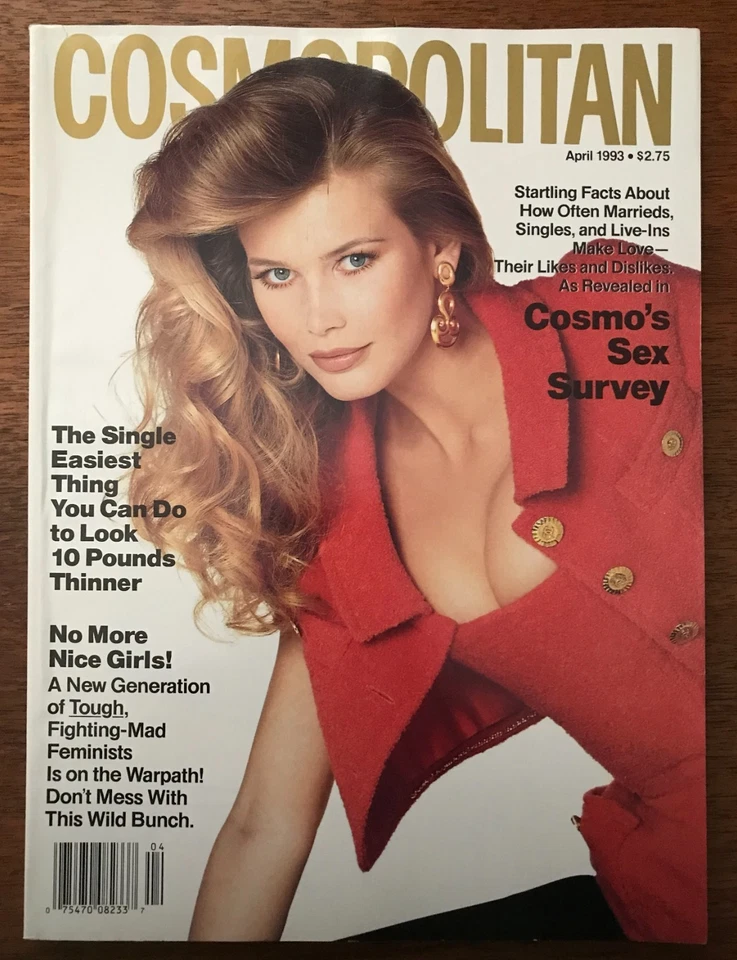 COSMOPOLITAN
April 1993 • $2.75
Startling Facts About
How Often Marrieds,
Singles, and Live-Ins
Make Love—
Their Likes and Dislikes,
As Revealed in
Cosmo's
Sex
Survey
The Single
Easiest
Thing
You Can Do
to Look
10 Pounds
Thinner
No More
Nice Girls!
A New Generation
of Tough,
Fighting-Mad
Feminists
Is on the Warpath!
Don't Mess With
This Wild Bunch.
04
0 75470 08233 7